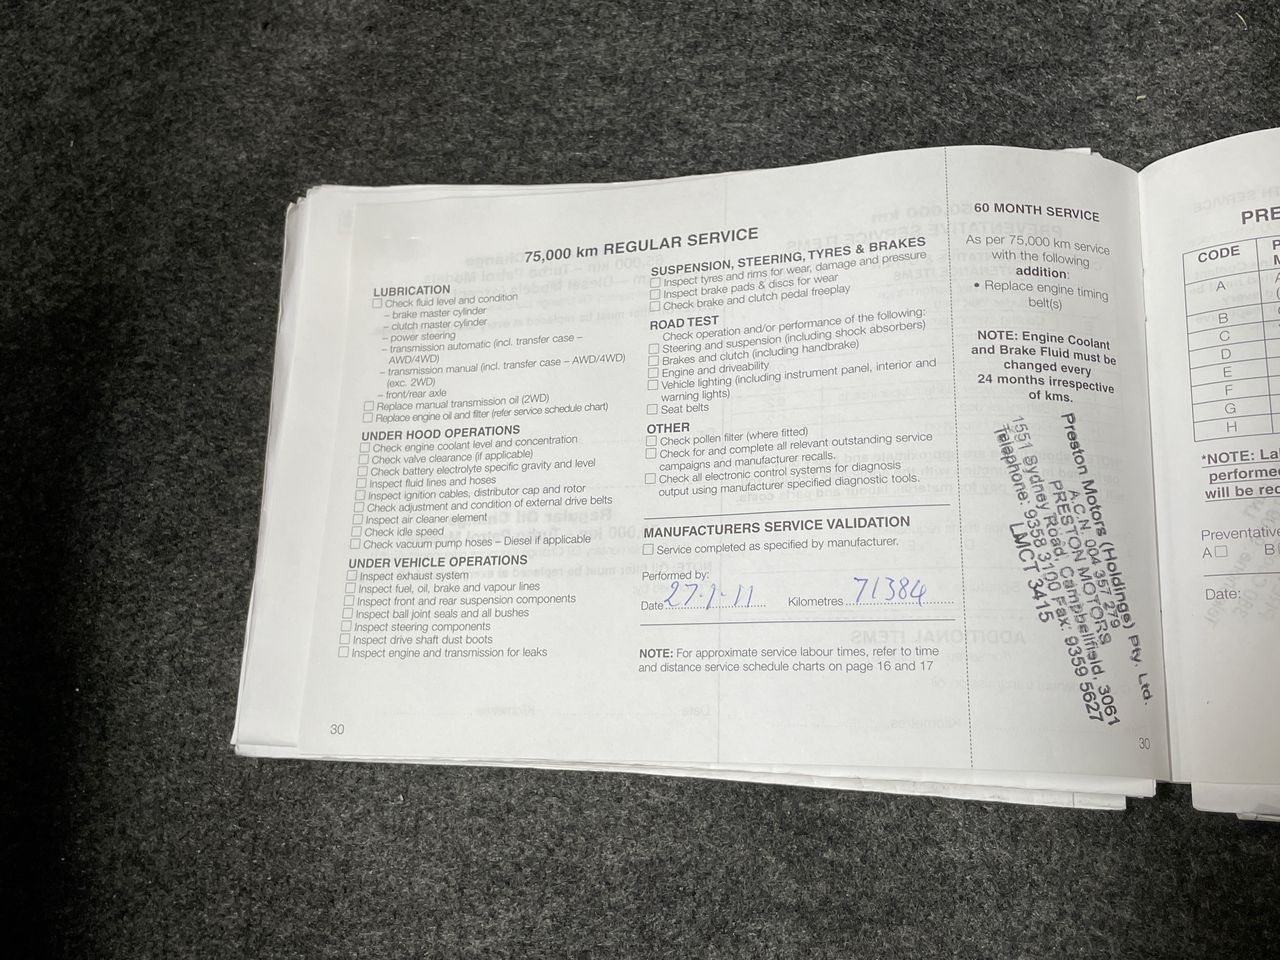 75,000 km REGULAR SERVICE
LUBRICATION
Check fluid level and condition
– brake master cylinder
– clutch master cylinder
– power steering
– transmission automatic (incl. transfer case –
AWD/4WD)
– transmission manual (incl. transfer case – AWD/4WD)
(exc. 2WD)
– front/rear axle
Replace manual transmission oil (2WD)
Replace engine oil and filter (refer service schedule chart)
UNDER HOOD OPERATIONS
Check engine coolant level and concentration
Check valve clearance (if applicable)
Check battery electrolyte specific gravity and level
Inspect fluid lines and hoses
Inspect ignition cables, distributor cap and rotor
Check adjustment and condition of external drive belts
Inspect air cleaner element
Check idle speed
Check vacuum pump hoses – Diesel if applicable
UNDER VEHICLE OPERATIONS
Inspect exhaust system
Inspect fuel, oil, brake and vapour lines
Inspect front and rear suspension components
Inspect ball joint seals and all bushes
Inspect steering components
Inspect drive shaft dust boots
Inspect engine and transmission for leaks
30
SUSPENSION, STEERING, TYRES & BRAKES
Inspect tyres and rims for wear, damage and pressure
Inspect brake pads & discs for wear
Check brake and clutch pedal freeplay
ROAD TEST
Check operation and/or performance of the following:
Steering and suspension (including shock absorbers)
Brakes and clutch (including handbrake)
Engine and driveability
Vehicle lighting (including instrument panel, interior and
warning lights)
Seat belts
OTHER
Check pollen filter (where fitted)
Check for and complete all relevant outstanding service
campaigns and manufacturer recalls.
Check all electronic control systems for diagnosis
output using manufacturer specified diagnostic tools.
MANUFACTURERS SERVICE VALIDATION
Service completed as specified by manufacturer.
Performed by:
Date 27.1.11 Kilometres 71384
NOTE: For approximate service labour times, refer to time
and distance service schedule charts on page 16 and 17
60 MONTH SERVICE
As per 75,000 km service
with the following
addition:
• Replace engine timing
belt(s)
NOTE: Engine Coolant
and Brake Fluid must be
changed every
24 months irrespective
of kms.
Preston Motors (Holdings) Pty. Ltd.
A.C.N. 004 357 279
PRESTON MOTORS
1551 Sydney Road, Campbellfield, 3061
Telephone: 9359 3100 Fax: 9359 5627
LMCT 3415
30
PRE
CODE
A
B
C
D
E
F
G
H
*NOTE: La
performe
will be rec
Preventative
A B
Date: